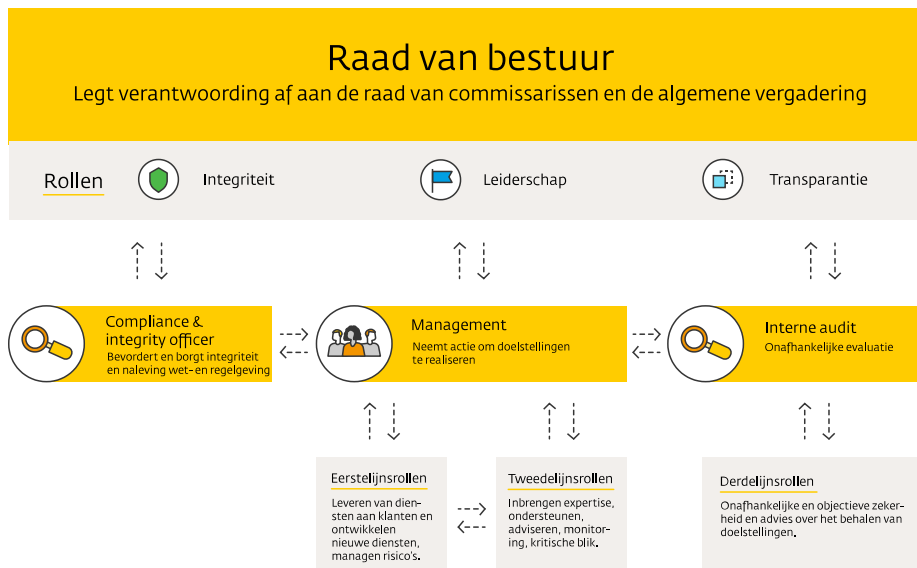 Raad van bestuur
Legt verantwoording af aan de raad van commissarissen en de algemene vergadering
Rollen
Integriteit
Leiderschap
Transparantie
Compliance &
integrity officer
Bevordert en borgt integriteit
en naleving wet- en regelgeving
Management
Neemt actie om doelstellingen
te realiseren
Interne audit
Onafhankelijke evaluatie
Eerstelijnsrollen
Leveren van dien-
sten aan klanten en
ontwikkelen
nieuwe diensten,
managen risico's.
Tweedelijnsrollen
Inbrengen expertise,
ondersteunen,
adviseren, monitor-
ing, kritische blik.
Derdelijnsrollen
Onafhankelijke en objectieve zeker-
heid en advies over het behalen van
doelstellingen.